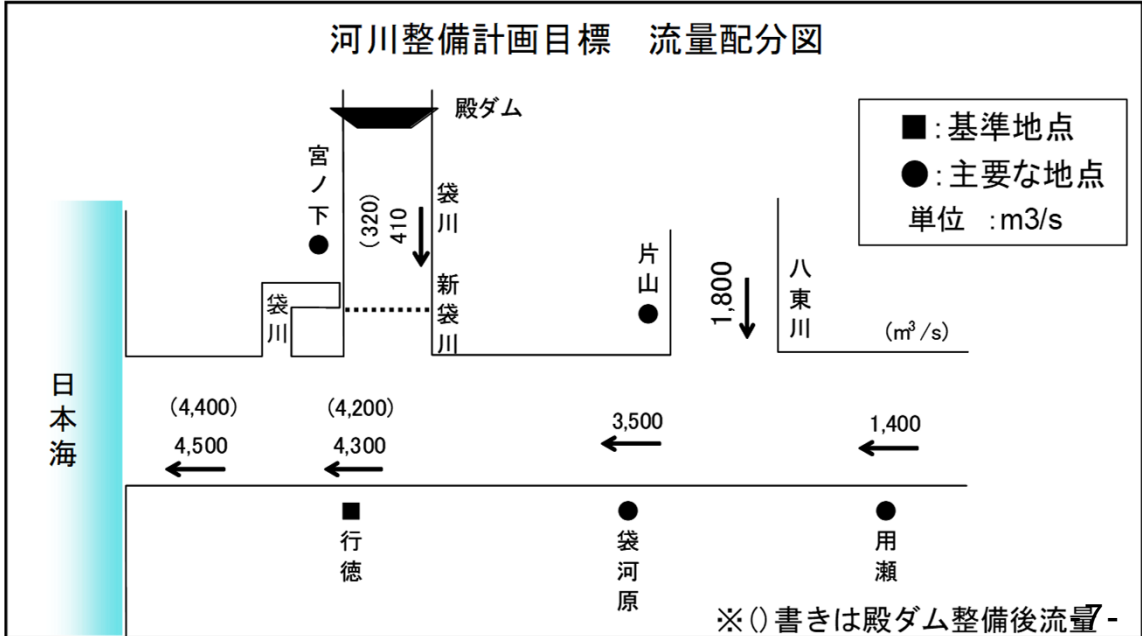 河川整備計画目標 流量配分図
殿ダム
■:基準地点
●:主要な地点
単位 :m3/s
宮ノ下
(320)
410
袋川
新袋川
袋川
片山
1,800
八東川
(m³/s)
日本海
(4,400)
4,500
(4,200)
4,300
3,500
1,400
行徳
袋河原
用瀬
※()書きは殿ダム整備後流量
7 -